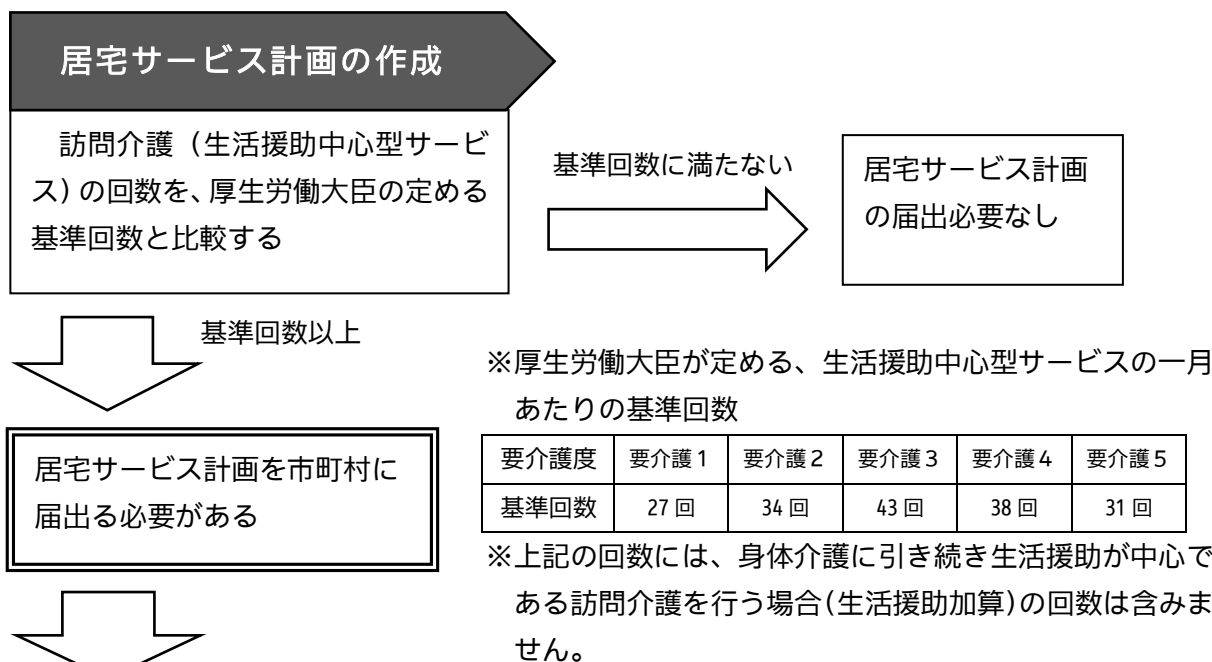 居宅サービス計画の作成
訪問介護（生活援助中心型サービ
ス）の回数を、厚生労働大臣の定める
基準回数と比較する
基準回数に満たない
居宅サービス計画
の届出必要なし
基準回数以上
居宅サービス計画を市町村に
届出る必要がある
※厚生労働大臣が定める、生活援助中心型サービスの一月
あたりの基準回数
要介護度 要介護１ 要介護２ 要介護３ 要介護４ 要介護５
基準回数 27回 34回 43回 38回 31回
※上記の回数には、身体介護に引き続き生活援助が中心で
ある訪問介護を行う場合(生活援助加算)の回数は含みま
せん。